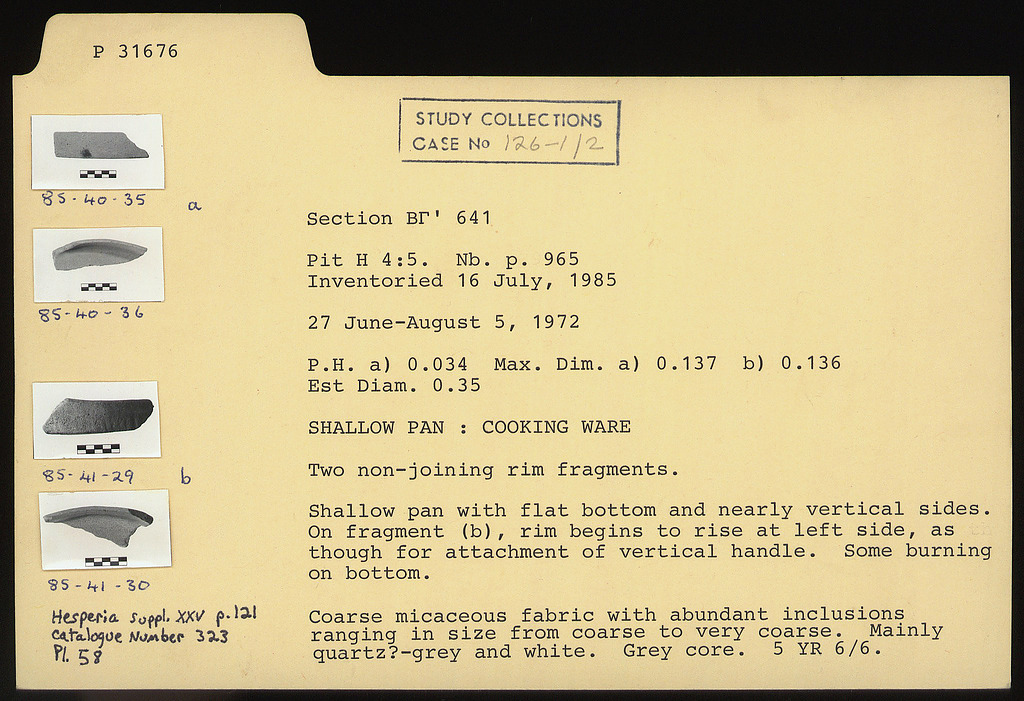 P 31676
STUDY COLLECTIONS
CASE No 126-1/2
85-40-35
a
85-40-36
85-41-29
b
85-41-30
Hesperia suppl. XXV p.121
catalogue Number 323
Pl. 58
Section ΒΓ' 641
Pit H 4:5. Nb. p. 965
Inventoried 16 July, 1985
27 June-August 5, 1972
P.H. a) 0.034 Max. Dim. a) 0.137 b) 0.136
Est Diam. 0.35
SHALLOW PAN : COOKING WARE
Two non-joining rim fragments.
Shallow pan with flat bottom and nearly vertical sides.
On fragment (b), rim begins to rise at left side, as
though for attachment of vertical handle. Some burning
on bottom.
Coarse micaceous fabric with abundant inclusions
ranging in size from coarse to very coarse. Mainly
quartz?-grey and white. Grey core. 5 YR 6/6.